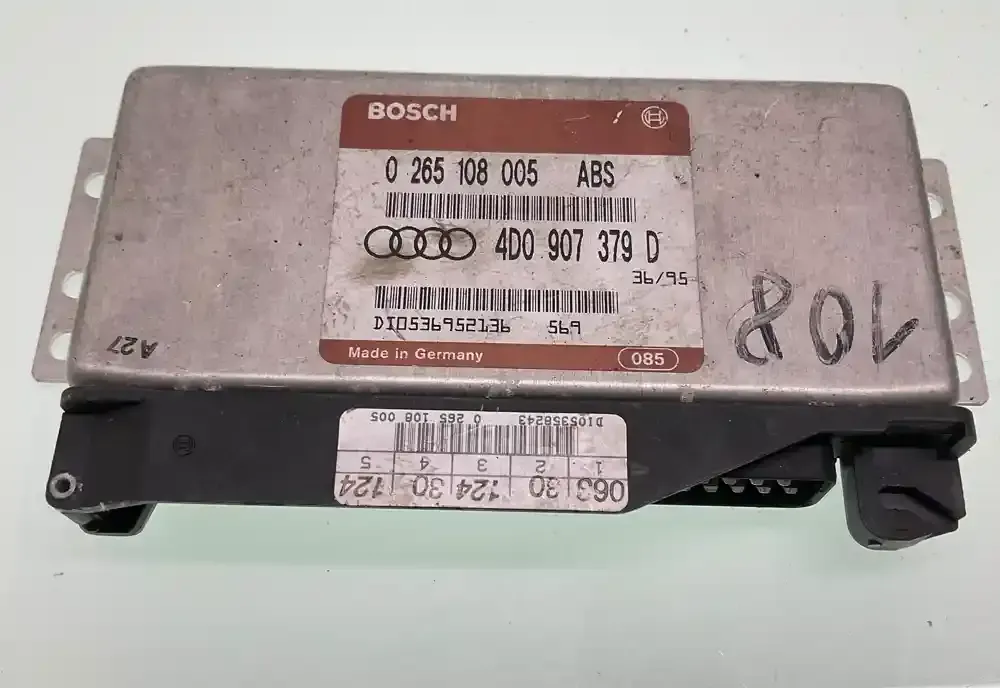 BOSCH
0 265 108 005 ABS
4D0 907 379 D
36/95
DI0536952136 569
Made in Germany 085
A27
108
063 30 124 30 124
1 2 3 4 5
DI05358243 0 265 108 005